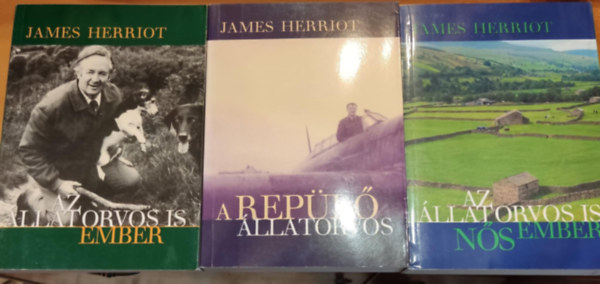 JAMES HERRIOT
AZ
ÁLLATORVOS IS
EMBER
JAMES HERRIOT
A REPÜLŐ
ÁLLATORVOS
JAMES HERRIOT
AZ
ÁLLATORVOS IS
NŐS EMBER